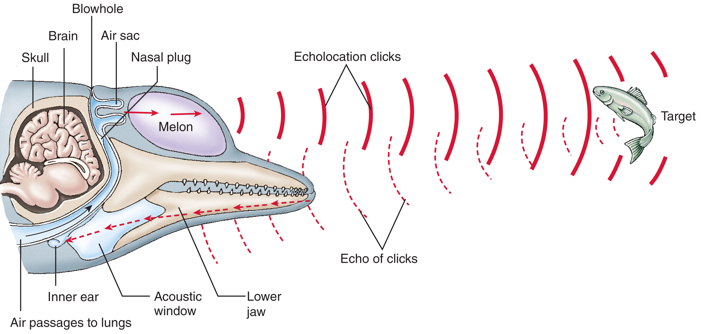 Blowhole
Brain
Air sac
Skull
Nasal plug
Echolocation clicks
Melon
Target
Echo of clicks
Inner ear
Acoustic
window
Lower
jaw
Air passages to lungs